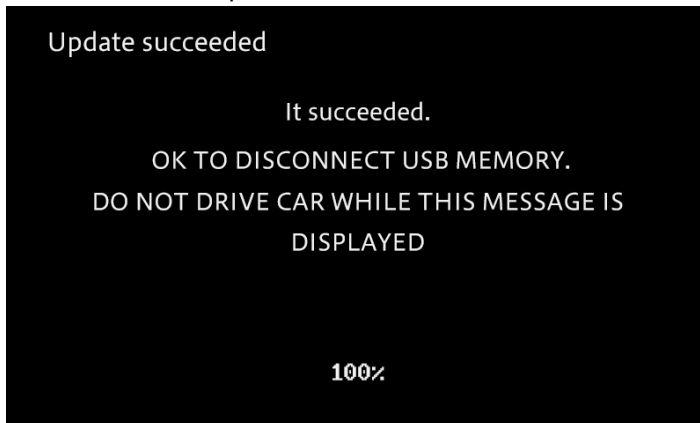 Update succeeded
It succeeded.
OK TO DISCONNECT USB MEMORY.
DO NOT DRIVE CAR WHILE THIS MESSAGE IS
DISPLAYED
100%